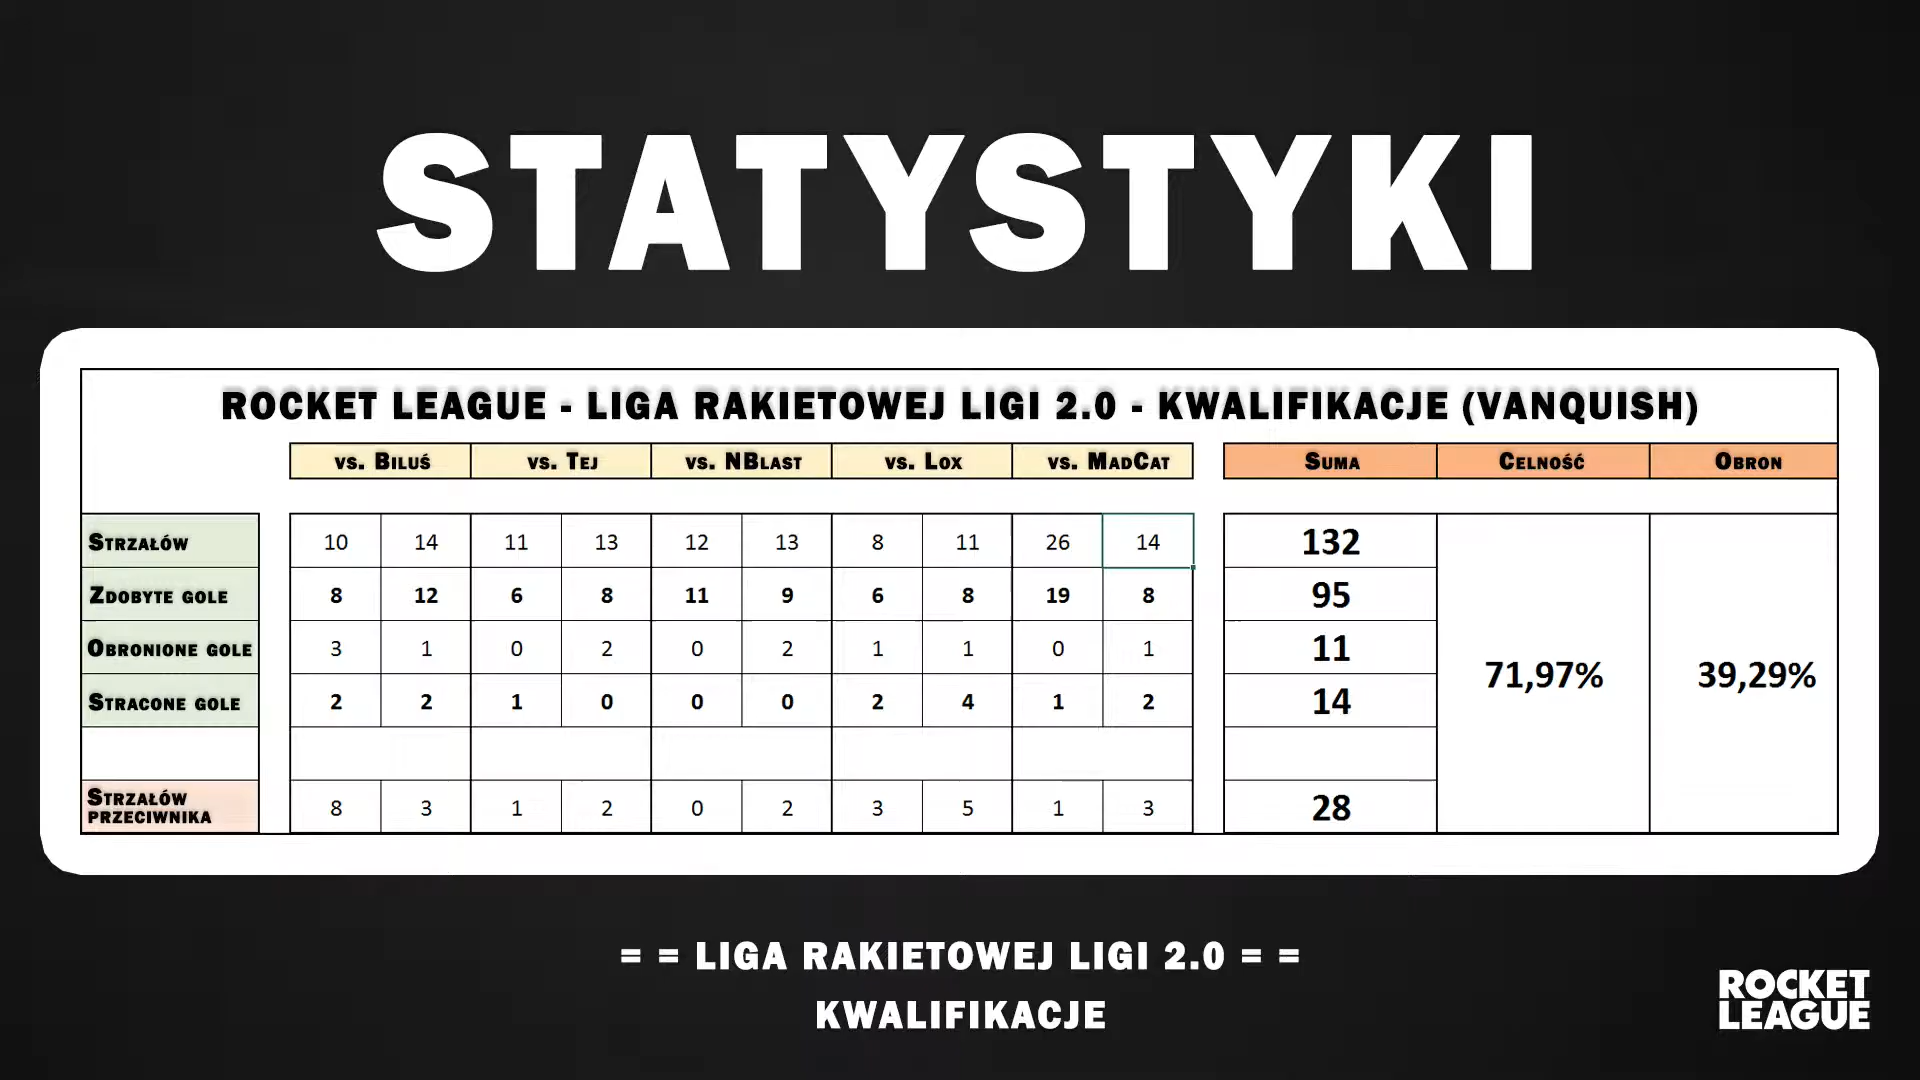 STATYSTYKI
ROCKET LEAGUE - LIGA RAKIETOWEJ LIGI 2.0 - KWALIFIKACJE (VANQUISH)
vs. Biluś vs. Tej vs. NBlast vs. Lox vs. MadCat Suma Celność Obron
Strzałów 10 14 11 13 12 13 8 11 26 14 132
Zdobyte gole 8 12 6 8 11 9 6 8 19 8 95
Obronione gole 3 1 0 2 0 2 1 1 0 1 11
71,97% 39,29%
Stracone gole 2 2 1 0 0 0 2 4 1 2 14
Strzałów
przeciwnika 8 3 1 2 0 2 3 5 1 3 28
= = LIGA RAKIETOWEJ LIGI 2.0 = =
KWALIFIKACJE
ROCKET
LEAGUE